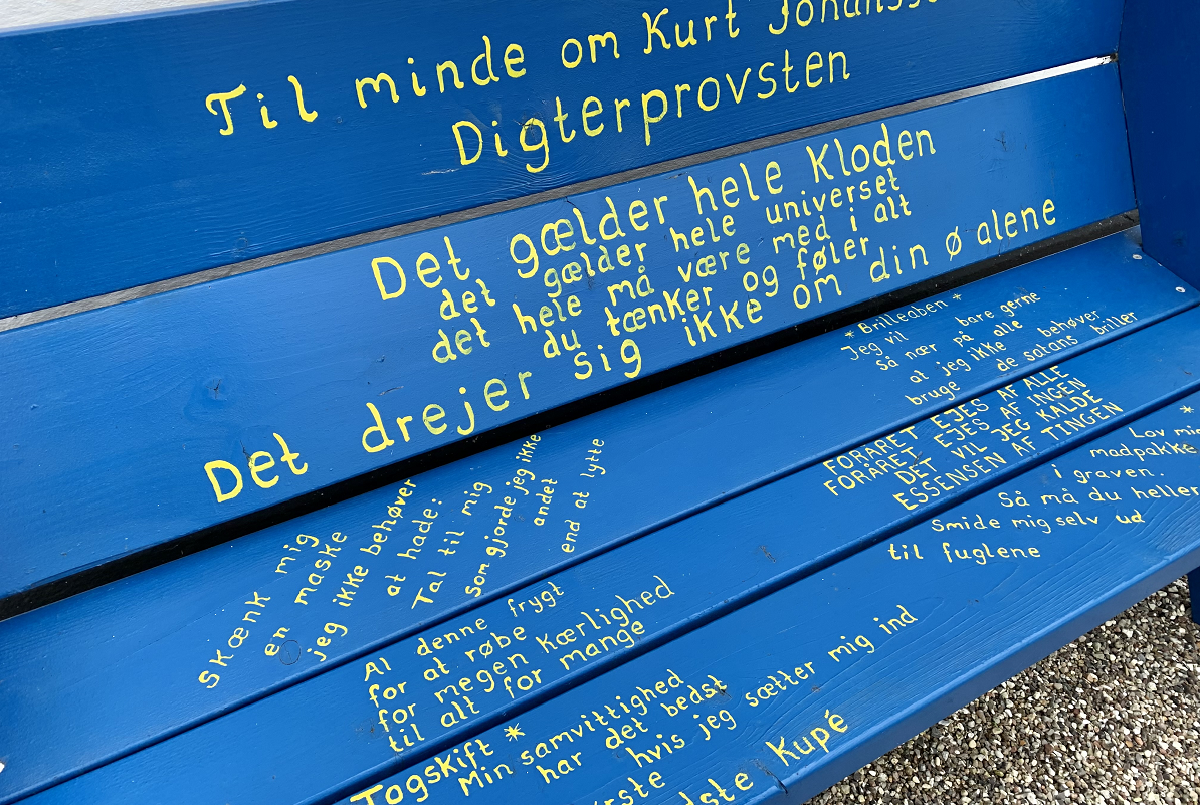 Til minde om Kurt
Digterprovsten
Det gælder hele Kloden
det gælder hele universet
det hele må være med i alt
du tænker og føler
Det drejer sig ikke om din ø alene
* Brilleaben *
Jeg vil bare gerne
så nær på alle
at jeg ikke behøver
bruge de satans briller
FORÅRET EJES AF ALLE
FORÅRET EJES AF INGEN
DET VIL JEG KALDE
ESSENSEN AF TINGEN
*
Lov mig
madpakke
i graven.
Så må du heller
Smide mig selv ud
til fuglene
Skænk mig
en maske
jeg ikke behøver
at hade:
Tal til mig
som gjorde jeg ikke
andet
end at lytte
Al denne frygt
for at røbe
for megen kærlighed
til alt for mange
Togskift *
Min samvittighed
har det bedst
hvis jeg sætter mig ind
Kupé